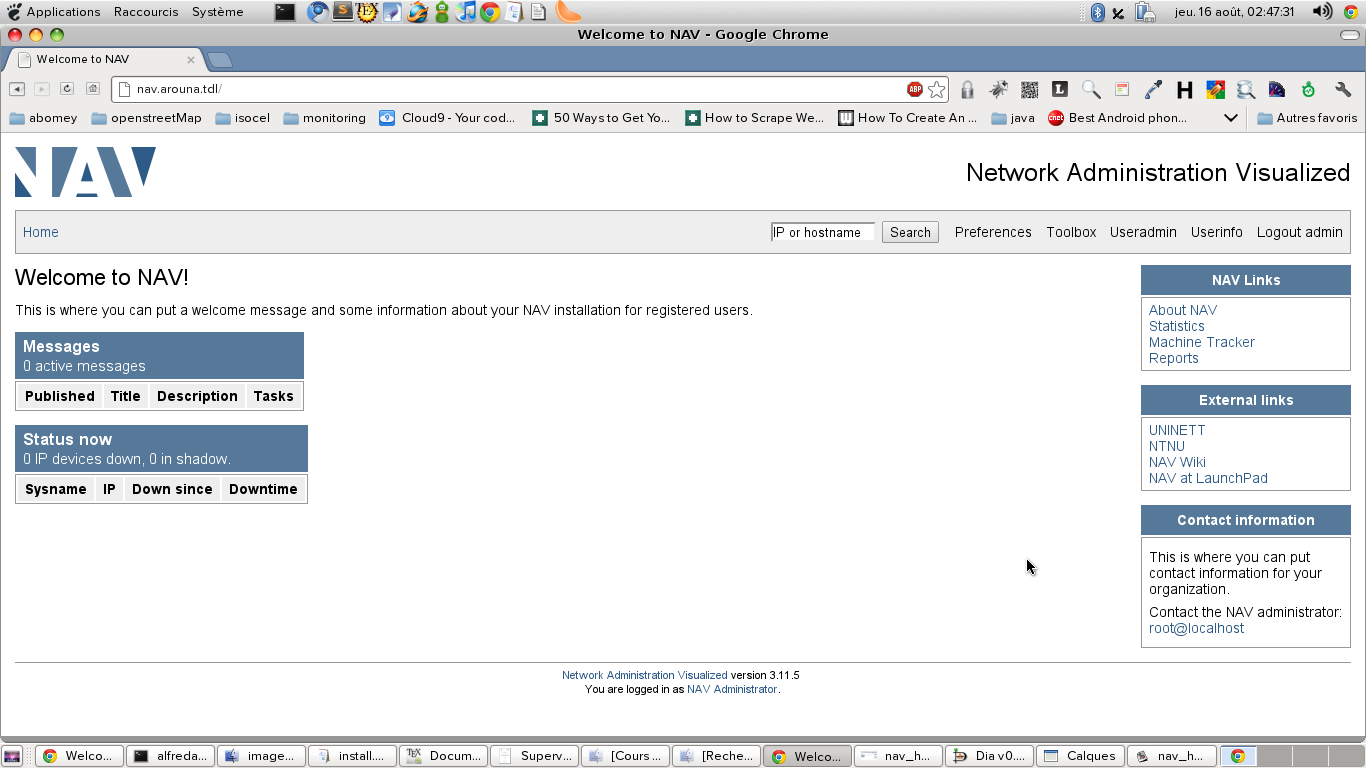 Applications Raccourcis Système jeu. 16 août, 02:47:31
Welcome to NAV - Google Chrome
Welcome to NAV
nav.arouna.tdl/ ABP
abomey openstreetMap isocel monitoring Cloud9 - Your cod... 50 Ways to Get Yo... How to Scrape We... How To Create An ... java Best Android phon... Autres favoris
NAV Network Administration Visualized
Home IP or hostname Search Preferences Toolbox Useradmin Userinfo Logout admin
Welcome to NAV!
This is where you can put a welcome message and some information about your NAV installation for registered users.
Messages
0 active messages
Published Title Description Tasks
Status now
0 IP devices down, 0 in shadow.
Sysname IP Down since Downtime
NAV Links
About NAV
Statistics
Machine Tracker
Reports
External links
UNINETT
NTNU
NAV Wiki
NAV at LaunchPad
Contact information
This is where you can put
contact information for your
organization.
Contact the NAV administrator:
root@localhost
Network Administration Visualized version 3.11.5
You are logged in as NAV Administrator.
Welco... alfreda... image... install.... Docum... Superv... [Cours ... [Reche... Welco... nav_h... Dia v0.... Calques nav_h...